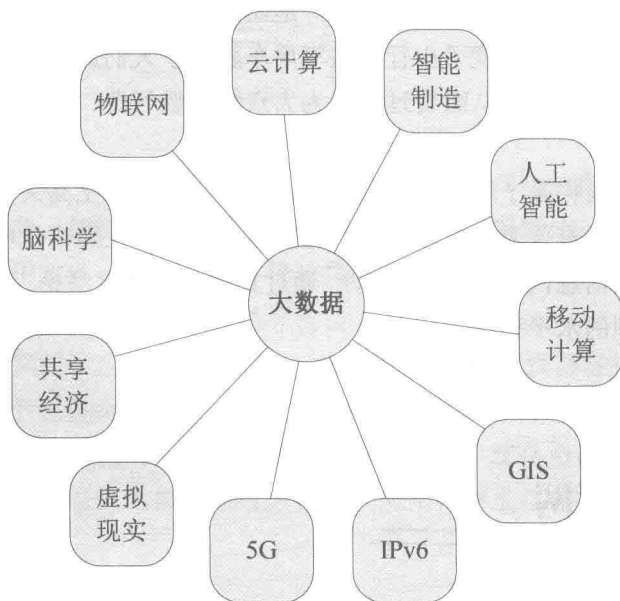 云计算
智能
制造
物联网
人工
智能
脑科学
大数据
移动
计算
共享
经济
GIS
虚拟
现实
5G
IPv6